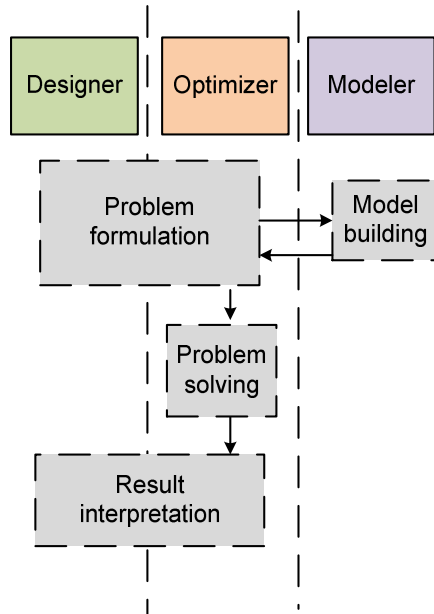 Designer
Optimizer
Modeler
Problem
formulation
Model
building
Problem
solving
Result
interpretation